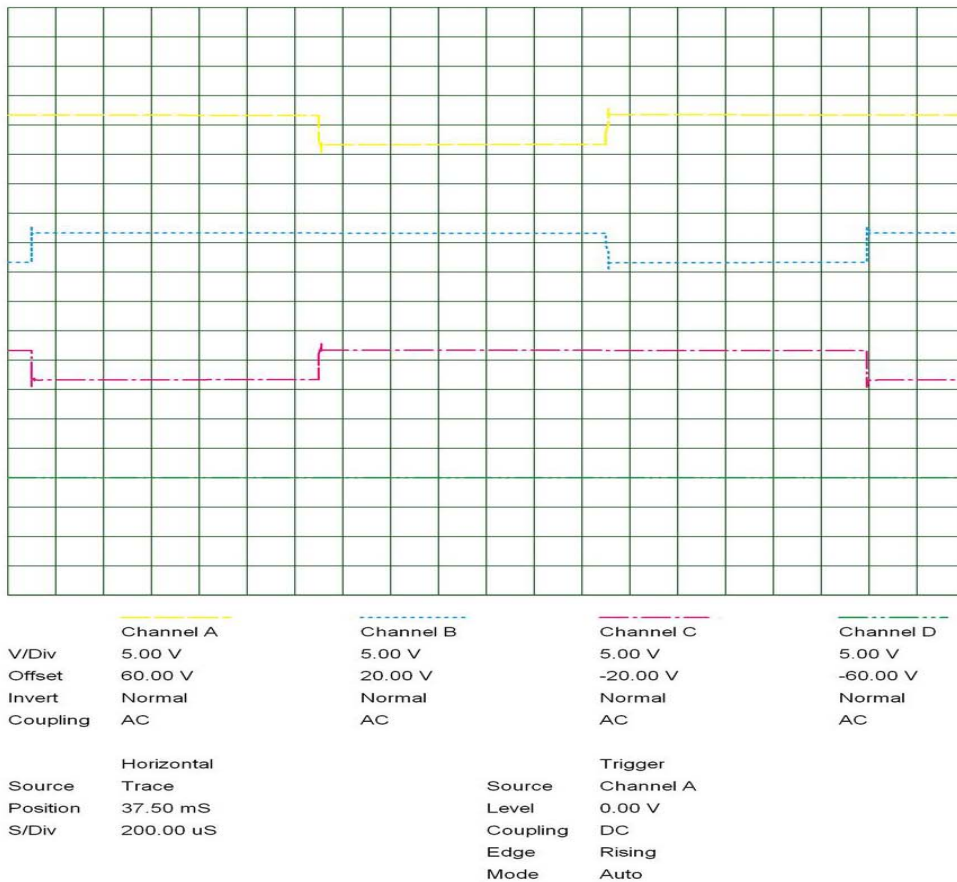 Channel A Channel B Channel C Channel D
V/Div 5.00 V 5.00 V 5.00 V 5.00 V
Offset 60.00 V 20.00 V -20.00 V -60.00 V
Invert Normal Normal Normal Normal
Coupling AC AC AC AC
Horizontal Trigger
Source Trace Source Channel A
Position 37.50 mS Level 0.00 V
S/Div 200.00 uS Coupling DC
Edge Rising
Mode Auto